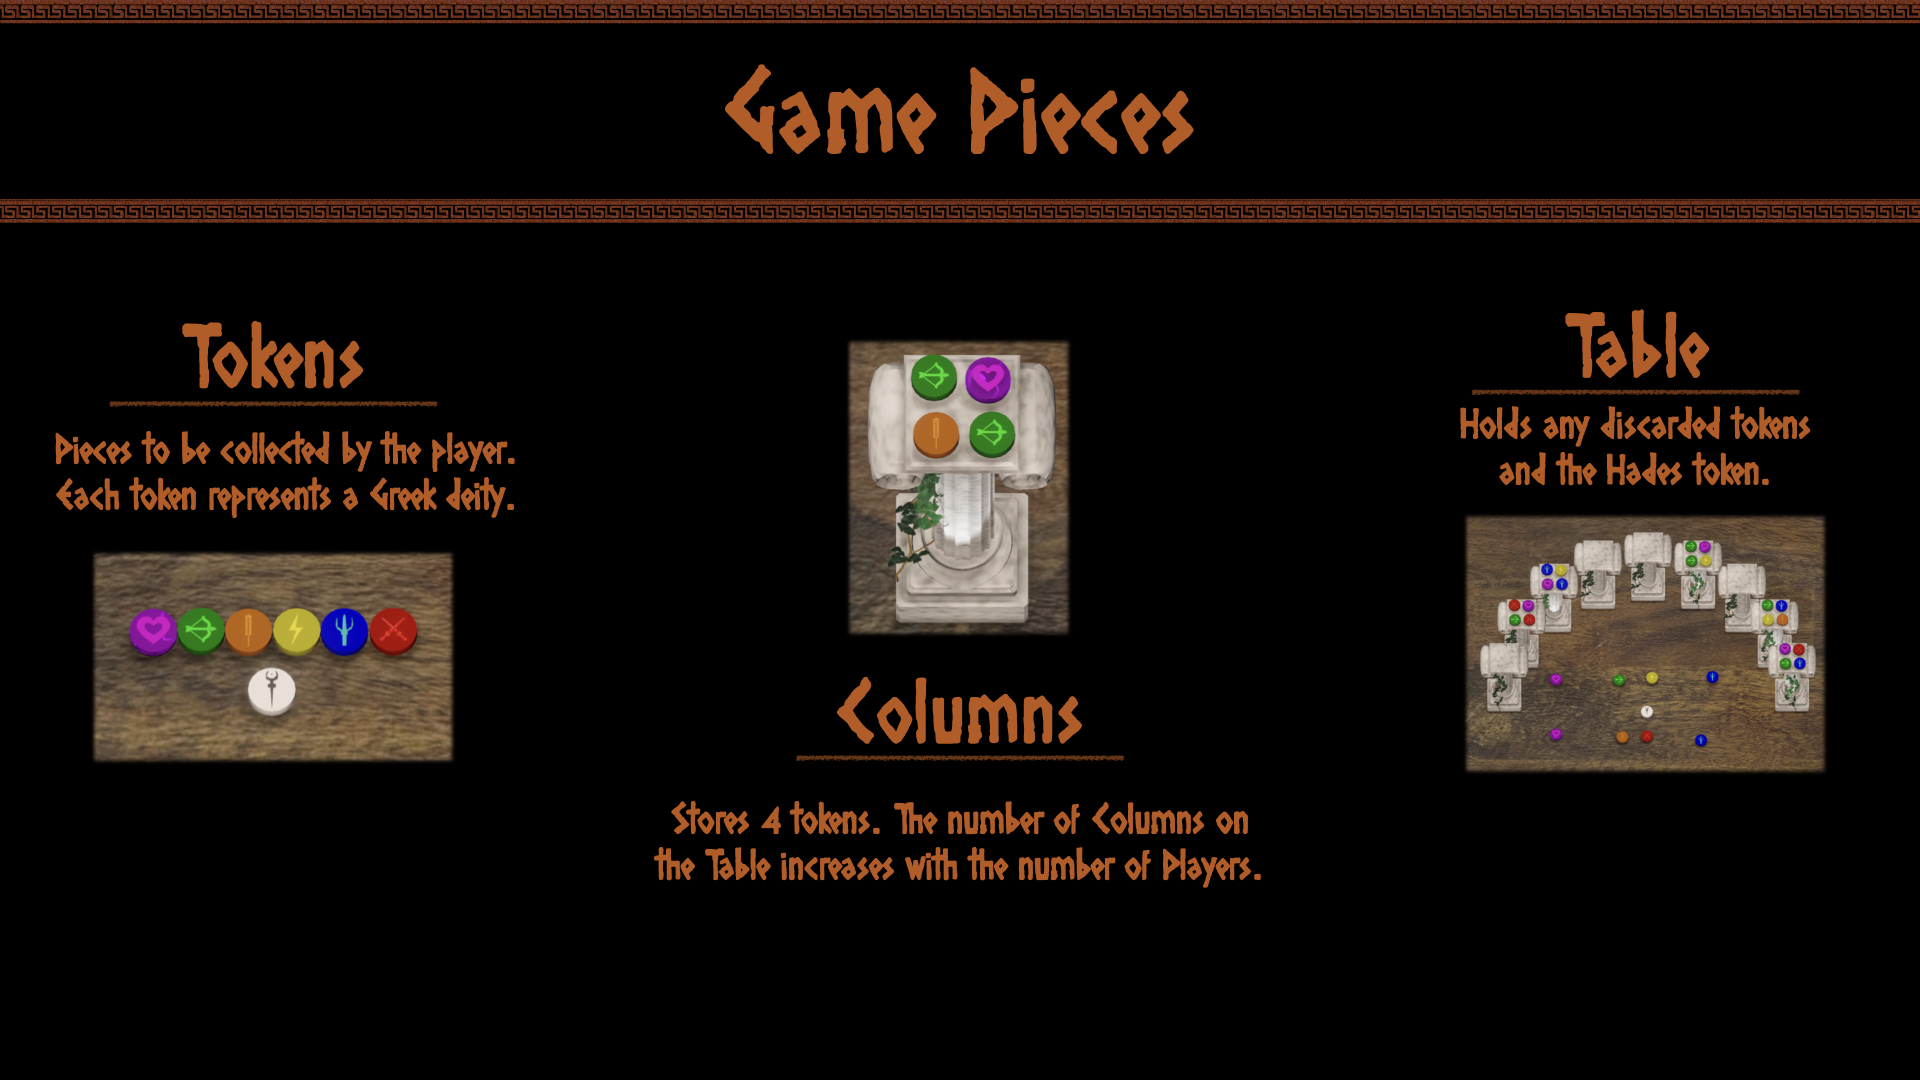 Game Pieces
Tokens
Pieces to be collected by the player.
Each token represents a Greek deity.
Columns
Stores 4 tokens. The number of Columns on
the Table increases with the number of Players.
Table
Holds any discarded tokens
and the Hades token.